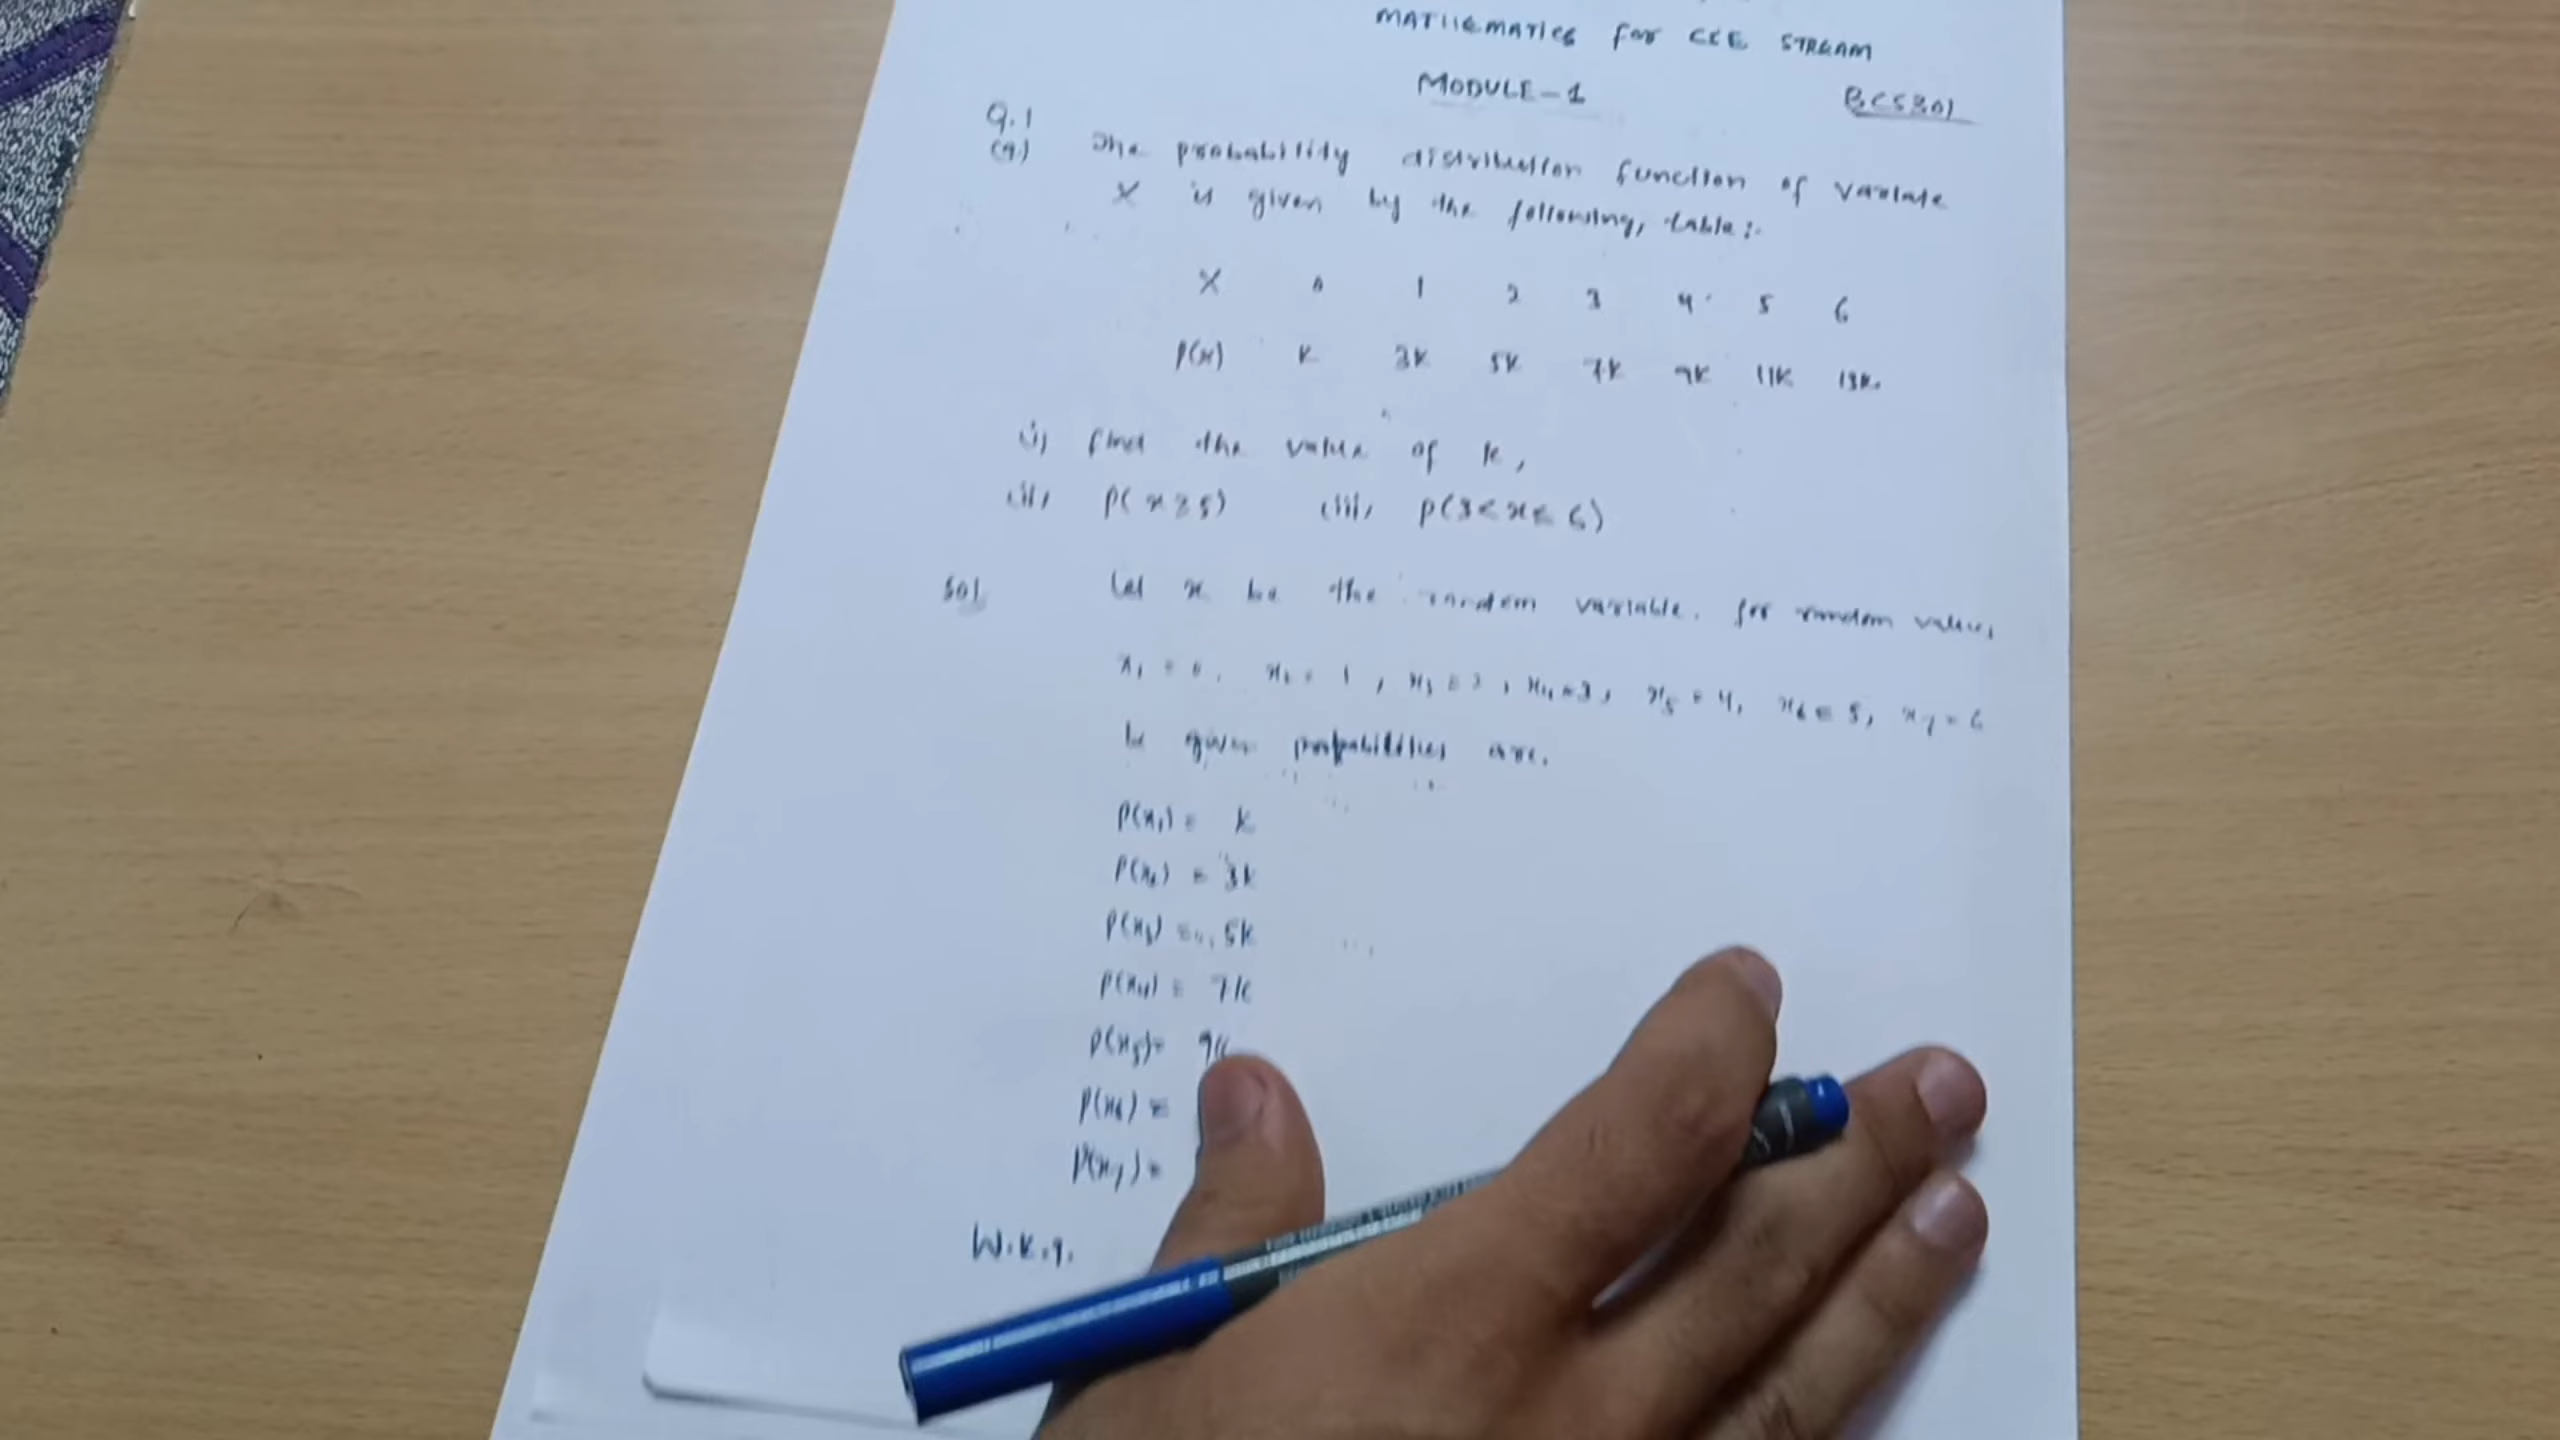 MATHEMATICS for CSE STREAM
MODULE-1 BCS301
Q.1
(a) The probability distribution function of variate
X is given by the following, table:-
X 0 1 2 3 4 5 6
P(x) K 3K 5K 7K 9K 11K 13K.
(i) find the value of k,
(ii) P(x≥5) (iii) P(3<x≤6)
Sol Let x be the random variable. for random values
x₁ = 0, x₂ = 1, x₃ = 2, x₄ = 3, x₅ = 4, x₆ = 5, x₇ = 6
& given probabilities are.
P(x₁) = k
P(x₂) = 3k
P(x₃) = 5k
P(x₄) = 7k
P(x₅) = 9k
P(x₆) =
P(x₇) =
W.K.T.